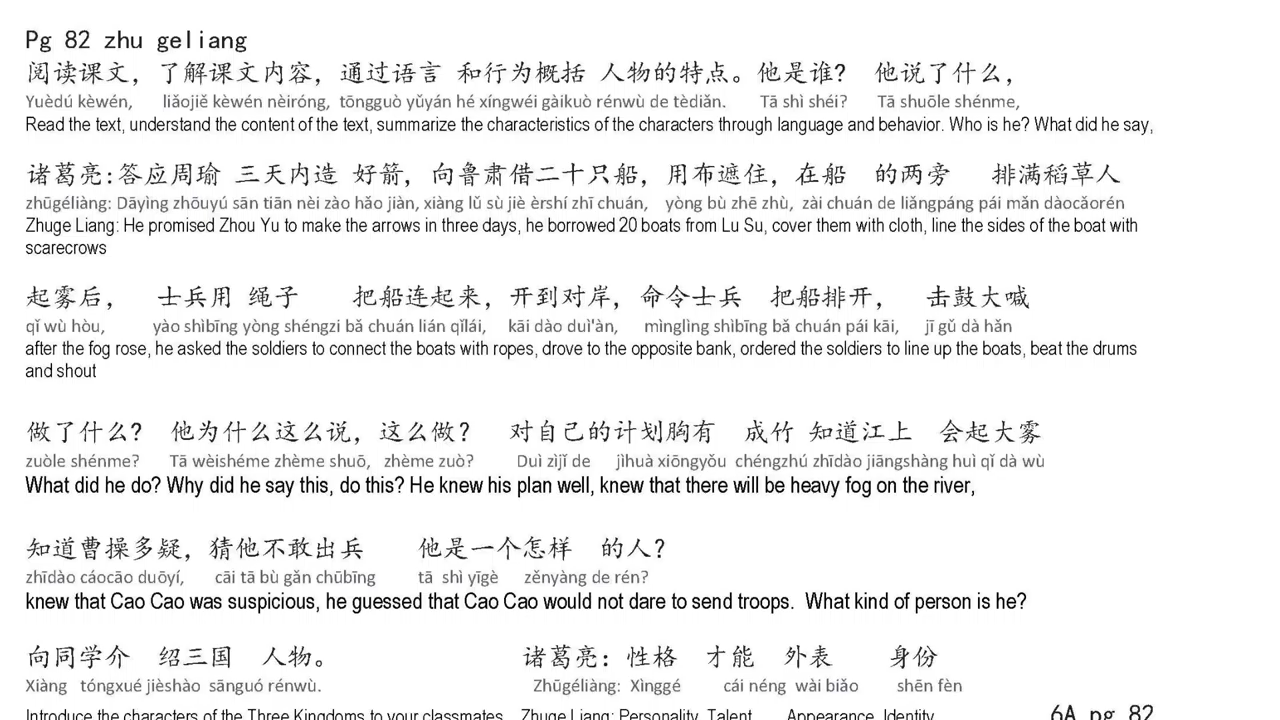 Pg 82 zhu geliang
阅读课文，了解课文内容，通过语言 和行为概括 人物的特点。他是谁？ 他说了什么，
Yuèdú kèwén, liǎojiě kèwén nèiróng, tōngguò yǔyán hé xíngwéi gàikuò rénwù de tèdiǎn. Tā shì shéi? Tā shuōle shénme,
Read the text, understand the content of the text, summarize the characteristics of the characters through language and behavior. Who is he? What did he say,
诸葛亮：答应周瑜 三天内造 好箭，向鲁肃借二十只船，用布遮住，在船 的两旁 排满稻草人
zhūgéliàng: Dāyìng zhōuyú sān tiān nèi zào hǎo jiàn, xiàng lǔ sù jiè èrshí zhī chuán, yòng bù zhē zhù, zài chuán de liǎngpáng pái mǎn dàocǎorén
Zhuge Liang: He promised Zhou Yu to make the arrows in three days, he borrowed 20 boats from Lu Su, cover them with cloth, line the sides of the boat with
scarecrows
起雾后， 士兵用 绳子 把船连起来，开到对岸，命令士兵 把船排开， 击鼓大喊
qǐ wù hòu, yào shìbīng yòng shéngzi bǎ chuán lián qǐlái, kāi dào duì'àn, mìnglìng shìbīng bǎ chuán pái kāi, jī gǔ dà hǎn
after the fog rose, he asked the soldiers to connect the boats with ropes, drove to the opposite bank, ordered the soldiers to line up the boats, beat the drums
and shout
做了什么？ 他为什么这么说，这么做？ 对自己的计划胸有 成竹 知道江上 会起大雾
zuòle shénme? Tā wèishéme zhème shuō, zhème zuò? Duì zìjǐ de jìhuà xiōngyǒu chéngzhú zhīdào jiāngshàng huì qǐ dà wù
What did he do? Why did he say this, do this? He knew his plan well, knew that there will be heavy fog on the river,
知道曹操多疑，猜他不敢出兵 他是一个怎样 的人？
zhīdào cáocāo duōyí, cāi tā bù gǎn chūbīng tā shì yīgè zěnyàng de rén?
knew that Cao Cao was suspicious, he guessed that Cao Cao would not dare to send troops. What kind of person is he?
向同学介 绍三国 人物。 诸葛亮：性格 才能 外表 身份
Xiàng tóngxué jièshào sānguó rénwù. Zhūgéliàng: Xìnggé cái néng wài biǎo shēn fèn
Introduce the characters of the Three Kingdoms to your classmates Zhuge Liang: Personality Talent Appearance Identity
6A pg 82